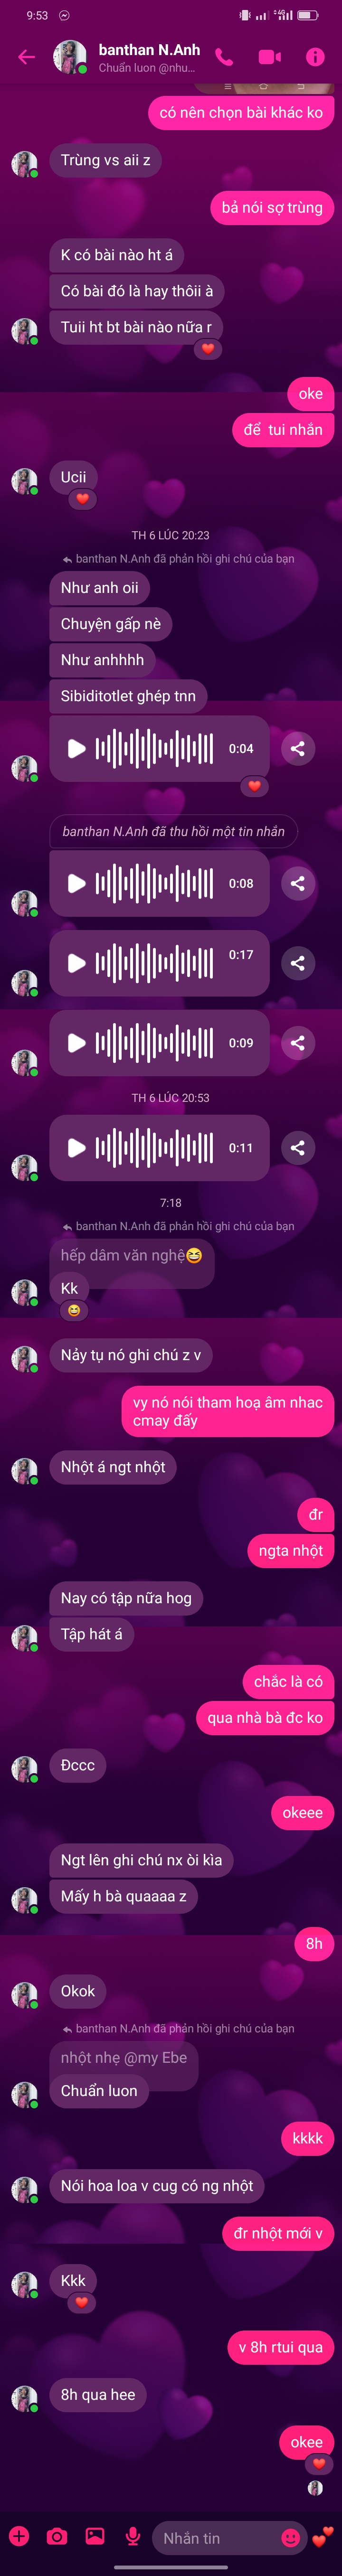 9:53
4G
banthan N.Anh
Chuẩn luon @nhu...
có nên chọn bài khác ko
Trùng vs aii z
bả nói sợ trùng
K có bài nào ht á
Có bài đó là hay thôii à
Tuii ht bt bài nào nữa r
oke
để tui nhắn
Ucii
TH 6 LÚC 20:23
banthan N.Anh đã phản hồi ghi chú của bạn
Như anh oii
Chuyện gấp nè
Như anhhhh
Sibiditotlet ghép tnn
0:04
banthan N.Anh đã thu hồi một tin nhắn
0:08
0:17
0:09
TH 6 LÚC 20:53
0:11
7:18
banthan N.Anh đã phản hồi ghi chú của bạn
hếp dâm văn nghệ😆
Kk
Nảy tụ nó ghi chú z v
vy nó nói tham hoạ âm nhac
cmay đấy
Nhột á ngt nhột
đr
ngta nhột
Nay có tập nữa hog
Tập hát á
chắc là có
qua nhà bà đc ko
Đccc
okeee
Ngt lên ghi chú nx òi kìa
Mấy h bà quaaaa z
8h
Okok
banthan N.Anh đã phản hồi ghi chú của bạn
nhột nhẹ @my Ebe
Chuẩn luon
kkkk
Nói hoa loa v cug có ng nhột
đr nhột mới v
Kkk
v 8h rtui qua
8h qua hee
okee
Nhắn tin